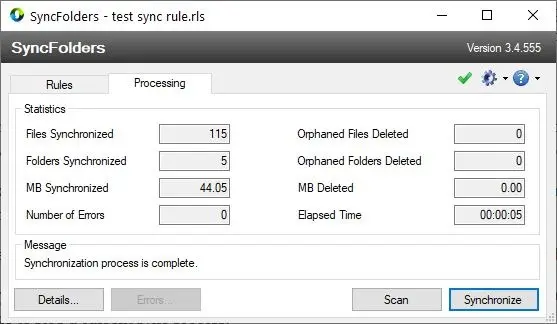 SyncFolders - test sync rule.rls
SyncFolders
Version 3.4.555
Rules
Processing
Statistics
Files Synchronized 115 Orphaned Files Deleted 0
Folders Synchronized 5 Orphaned Folders Deleted 0
MB Synchronized 44.05 MB Deleted 0.00
Number of Errors 0 Elapsed Time 00:00:05
Message
Synchronization process is complete.
Details... Errors... Scan Synchronize